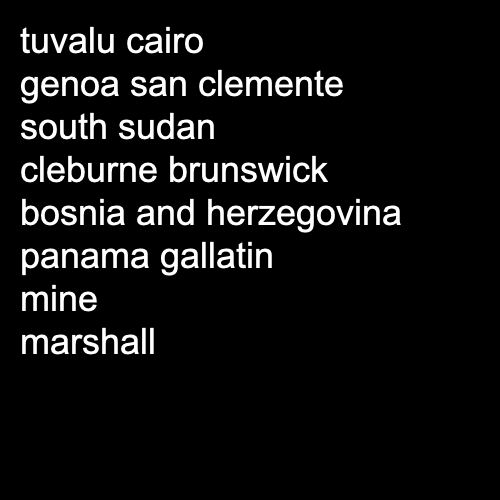 tuvalu cairo
genoa san clemente
south sudan
cleburne brunswick
bosnia and herzegovina
panama gallatin
mine
marshall